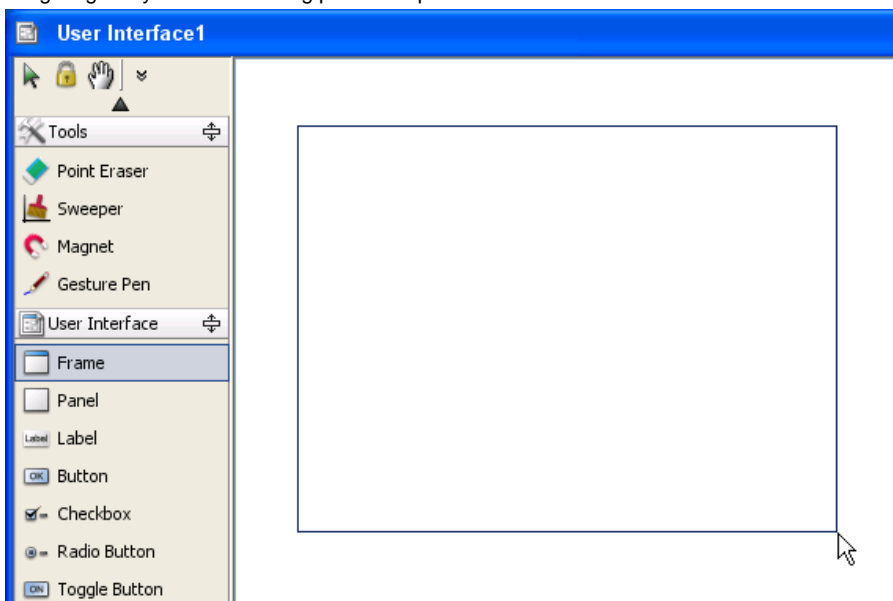 User Interface1
Tools
Point Eraser
Sweeper
Magnet
Gesture Pen
User Interface
Frame
Panel
Label Label
OK Button
Checkbox
Radio Button
ON Toggle Button